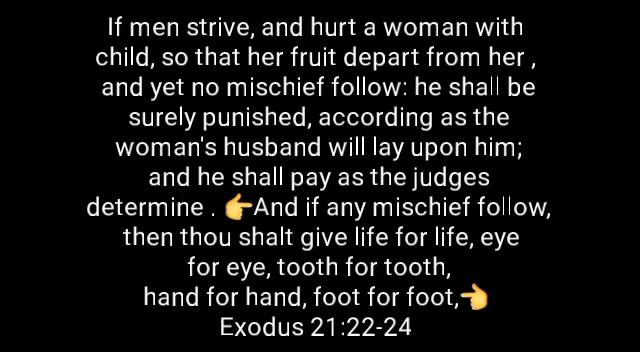 If men strive, and hurt a woman with
child, so that her fruit depart from her ,
and yet no mischief follow: he shall be
surely punished, according as the
woman's husband will lay upon him;
and he shall pay as the judges
determine . 👉And if any mischief follow,
then thou shalt give life for life, eye
for eye, tooth for tooth,
hand for hand, foot for foot,👈
Exodus 21:22-24